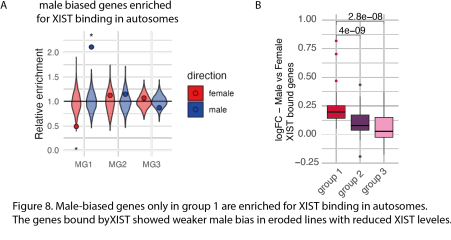 A
male biased genes enriched
for XIST binding in autosomes
Relative enrichment
2.0
1.5
1.0
0.5
0.0
*
*
MG1
MG2
MG3
direction
female
male
B
2.8e-08
4e-09
logFC - Male vs Female
XIST bound genes
0.75
0.50
0.25
0.00
-0.25
group 1
group 2
group 3
Figure 8. Male-biased genes only in group 1 are enriched for XIST binding in autosomes.
The genes bound byXIST showed weaker male bias in eroded lines with reduced XIST leveles.